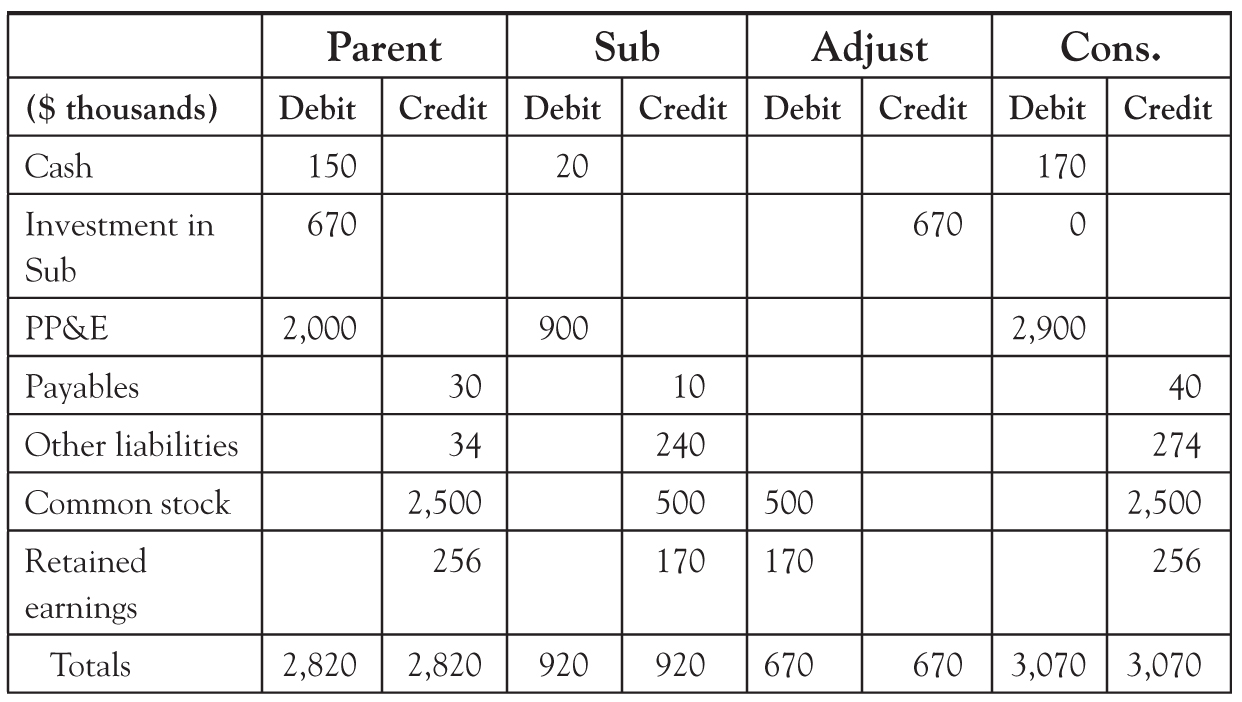 Parent Sub Adjust Cons.
($ thousands) Debit Credit Debit Credit Debit Credit Debit Credit
Cash 150 20 170
Investment in
Sub 670 670 0
PP&E 2,000 900 2,900
Payables 30 10 40
Other liabilities 34 240 274
Common stock 2,500 500 500 2,500
Retained
earnings 256 170 170 256
Totals 2,820 2,820 920 920 670 670 3,070 3,070